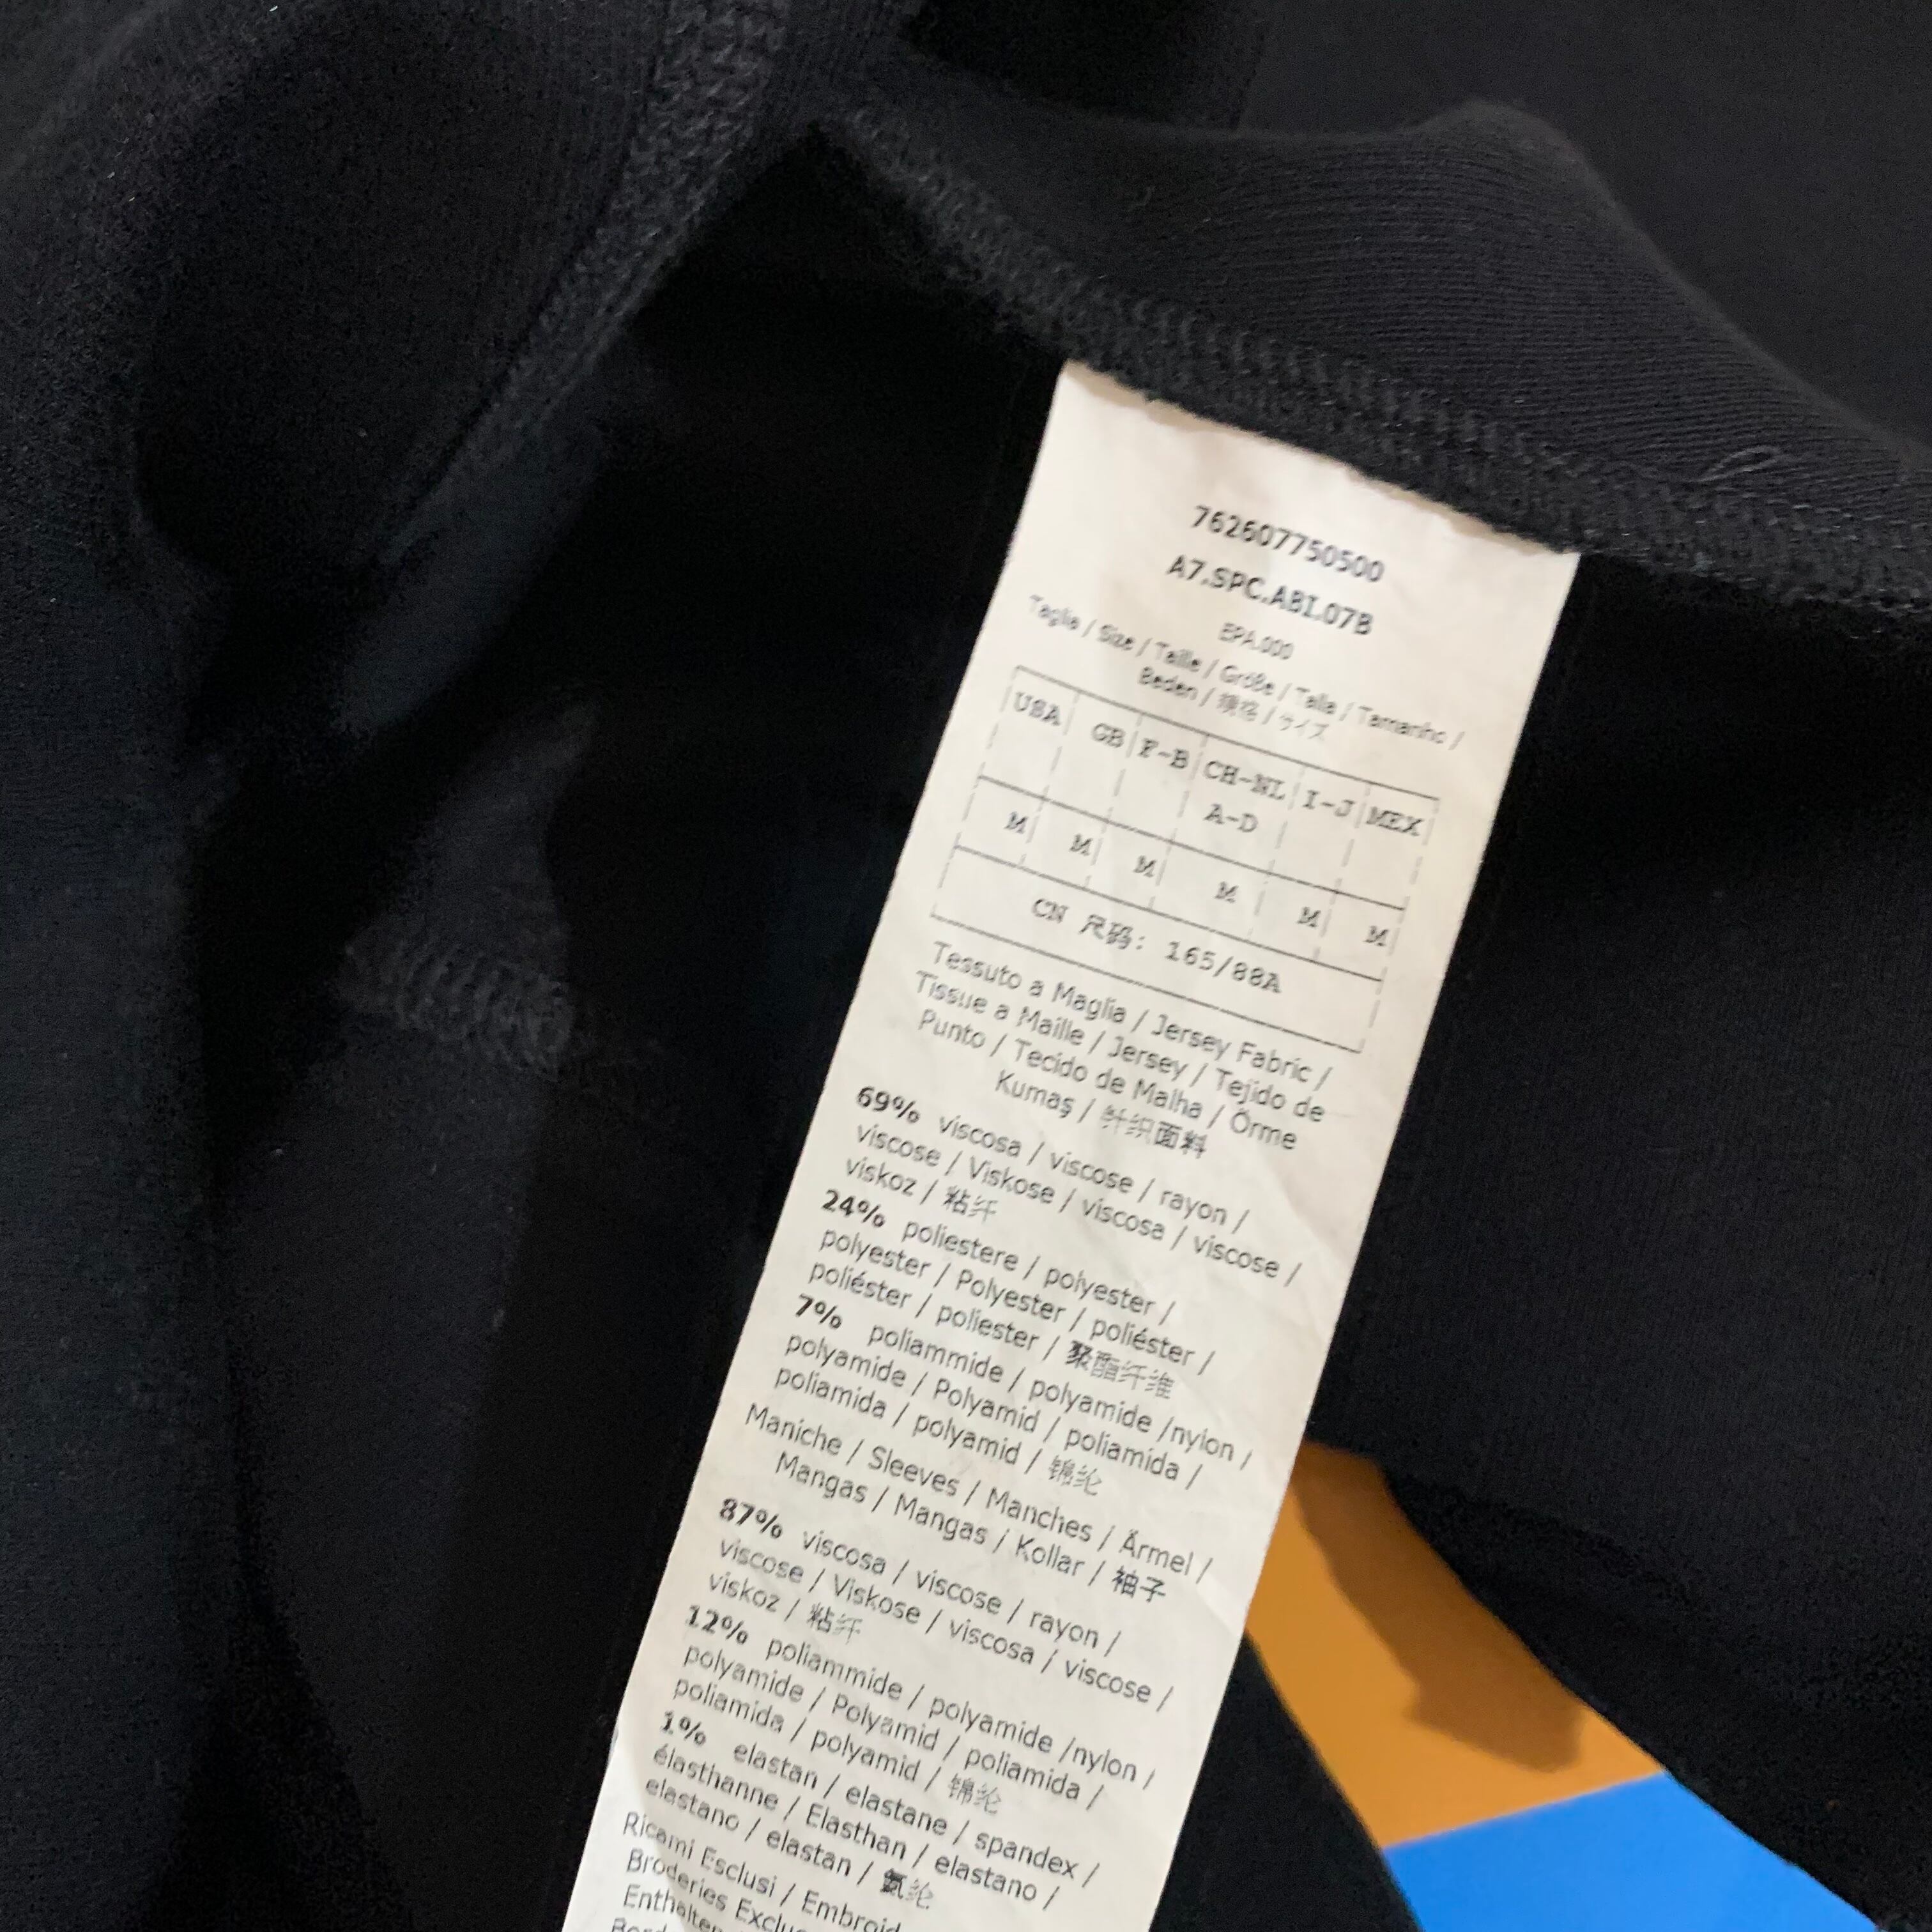 762607750500
A7.SPC.ABI.07B
EPA.000
Taglia / Size / Taille / Größe / Talla / Tamanho /
Beden / 规格 / サイズ
USA GB F-B CH-NL A-D I-J MEX
M M M M M M
CN 尺码: 165/88A
Tessuto a Maglia / Jersey Fabric /
Tissue a Maille / Jersey / Tejido de
Punto / Tecido de Malha / Örme
Kumaş / 针织面料
69% viscosa / viscose / rayon /
viscose / Viskose / viscosa / viscose /
viskoz / 粘纤
24% poliestere / polyester /
polyester / Polyester / poliéster /
poliéster / poliester / 聚酯纤维
7% poliammide / polyamide /nylon /
polyamide / Polyamid / poliamida /
poliamida / polyamid / 锦纶
Maniche / Sleeves / Manches / Ärmel /
Mangas / Mangas / Kollar / 袖子
87% viscosa / viscose / rayon /
viscose / Viskose / viscosa / viscose /
viskoz / 粘纤
12% poliammide / polyamide /nylon /
polyamide / Polyamid / poliamida /
poliamida / polyamid / 锦纶
1% elastan / elastane / spandex /
élasthanne / Elasthan / elastano /
elastano / elastan / 氨纶
Ricami Esclusi /
Broderies
Enthalten